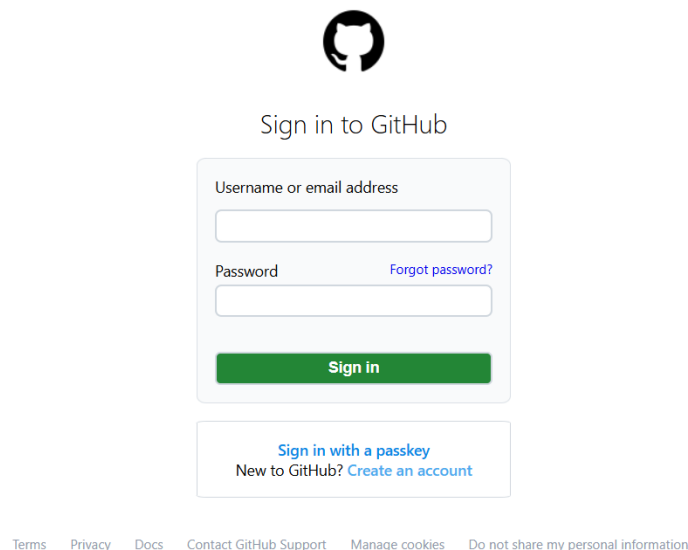 Sign in to GitHub
Username or email address
Password Forgot password?
Sign in
Sign in with a passkey
New to GitHub? Create an account
Terms Privacy Docs Contact GitHub Support Manage cookies Do not share my personal information